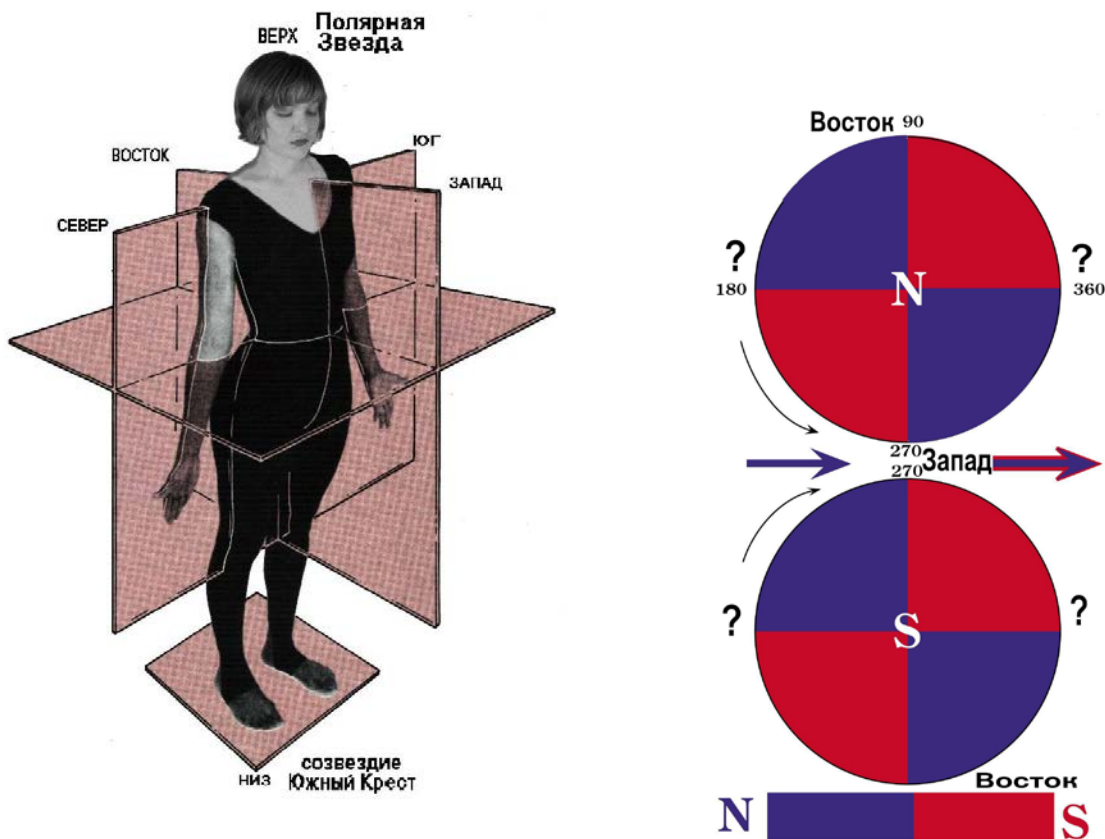 ВЕРХ
Полярная
Звезда
ВОСТОК
ЮГ
ЗАПАД
СЕВЕР
НИЗ
созвездие
Южный Крест
Восток 90
?
180
N
?
360
270
270
Запад
?
S
?
Восток
N
S